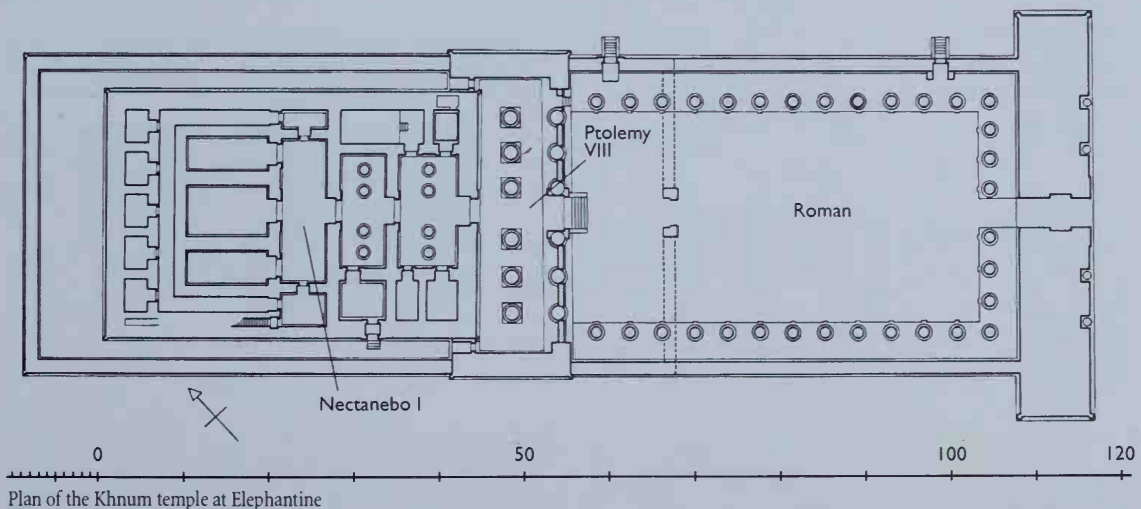 Ptolemy
VIII
Roman
Nectanebo I
0 50 100 120
Plan of the Khnum temple at Elephantine